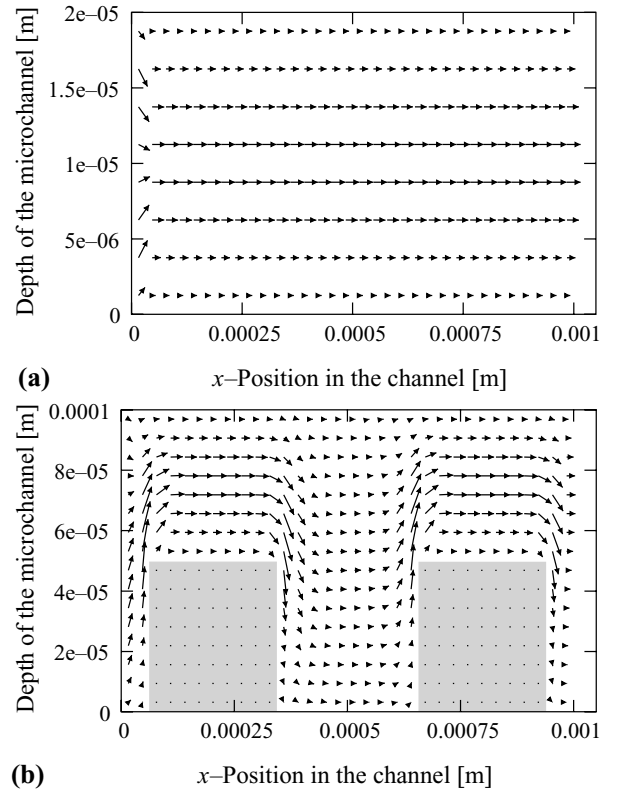 Depth of the microchannel [m]
2e–05
1.5e–05
1e–05
5e–06
0
0 0.00025 0.0005 0.00075 0.001
(a) x–Position in the channel [m]
Depth of the microchannel [m]
0.0001
8e–05
6e–05
4e–05
2e–05
0
0 0.00025 0.0005 0.00075 0.001
(b) x–Position in the channel [m]